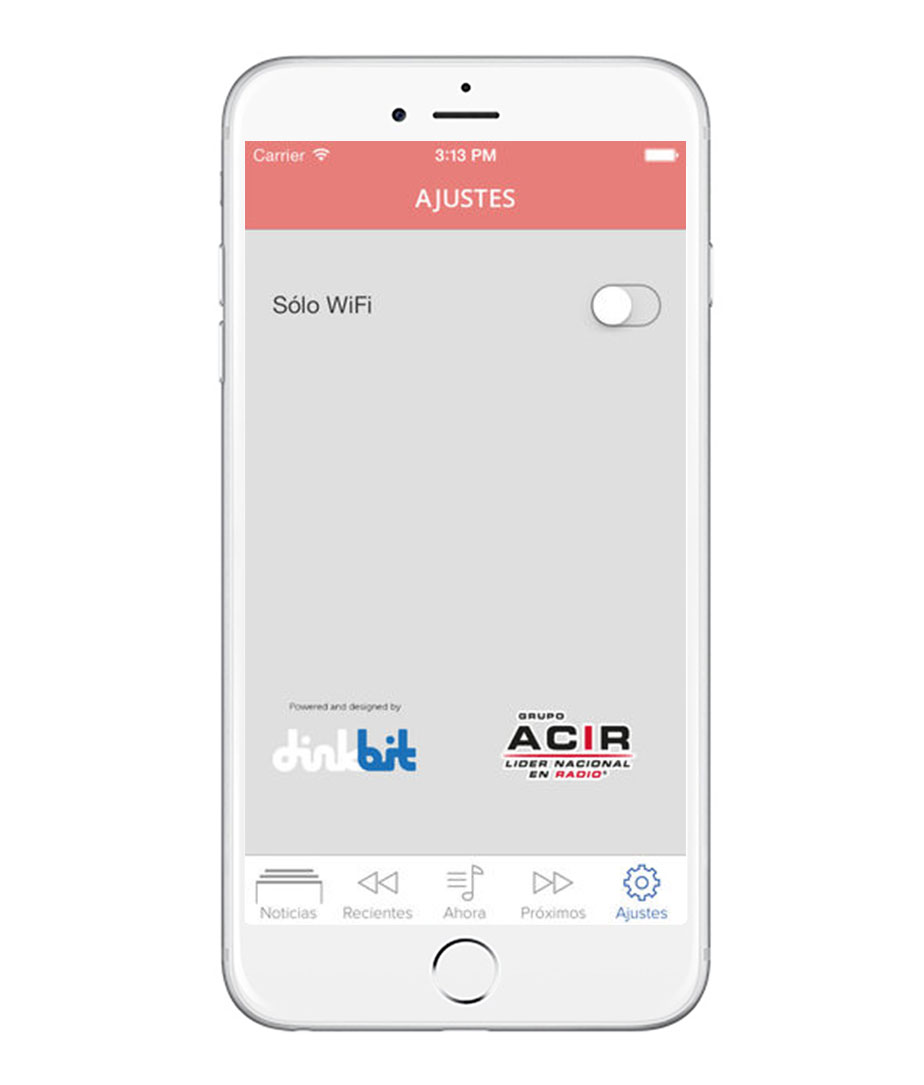 Carrier 3:13 PM
AJUSTES
Sólo WiFi
Powered and designed by
dinkbit
GRUPO
ACIR
LIDER NACIONAL
EN RADIO®
Noticias Recientes Ahora Próximos Ajustes